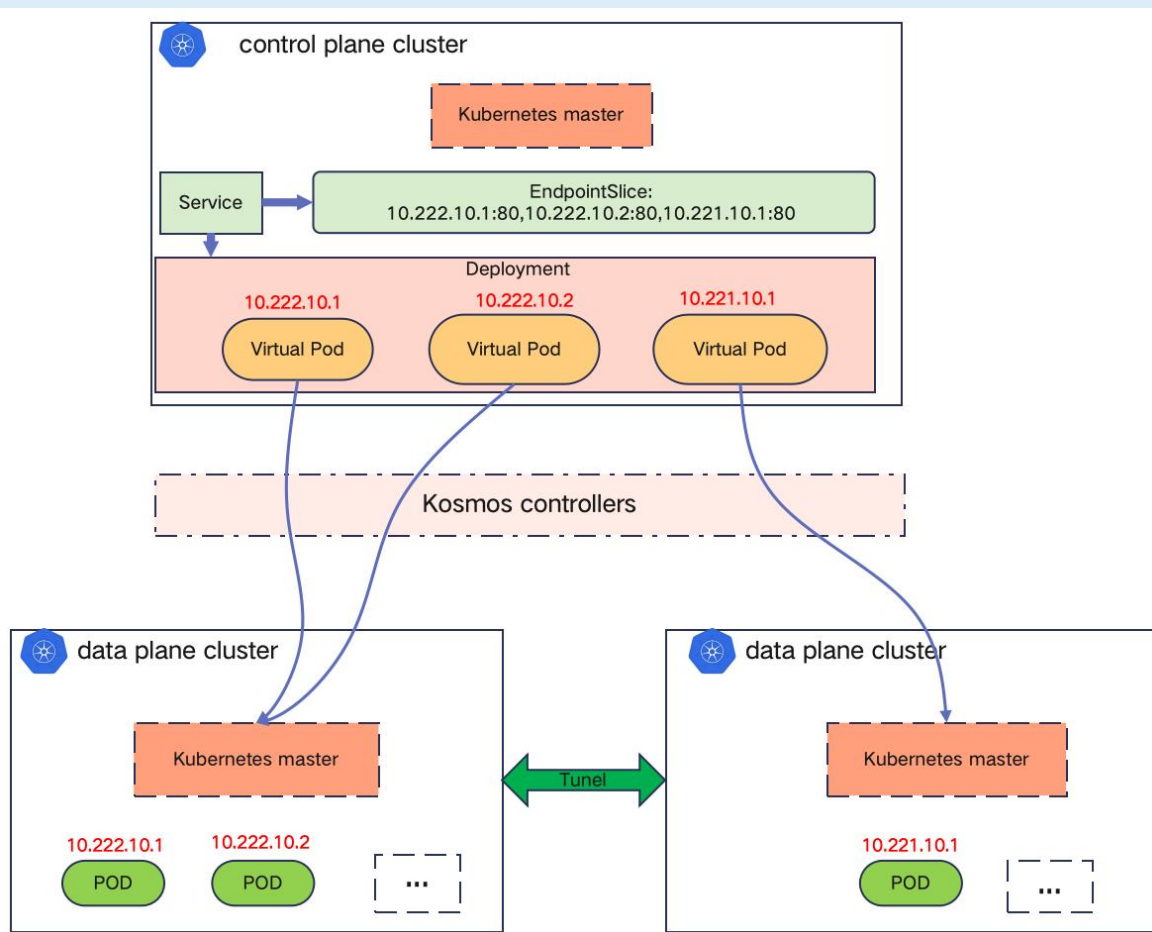 control plane cluster
Kubernetes master
Service
EndpointSlice:
10.222.10.1:80,10.222.10.2:80,10.221.10.1:80
Deployment
10.222.10.1
10.222.10.2
10.221.10.1
Virtual Pod
Virtual Pod
Virtual Pod
Kosmos controllers
data plane cluster
Kubernetes master
10.222.10.1
10.222.10.2
POD
POD
...
Tunel
data plane cluster
Kubernetes master
10.221.10.1
POD
...